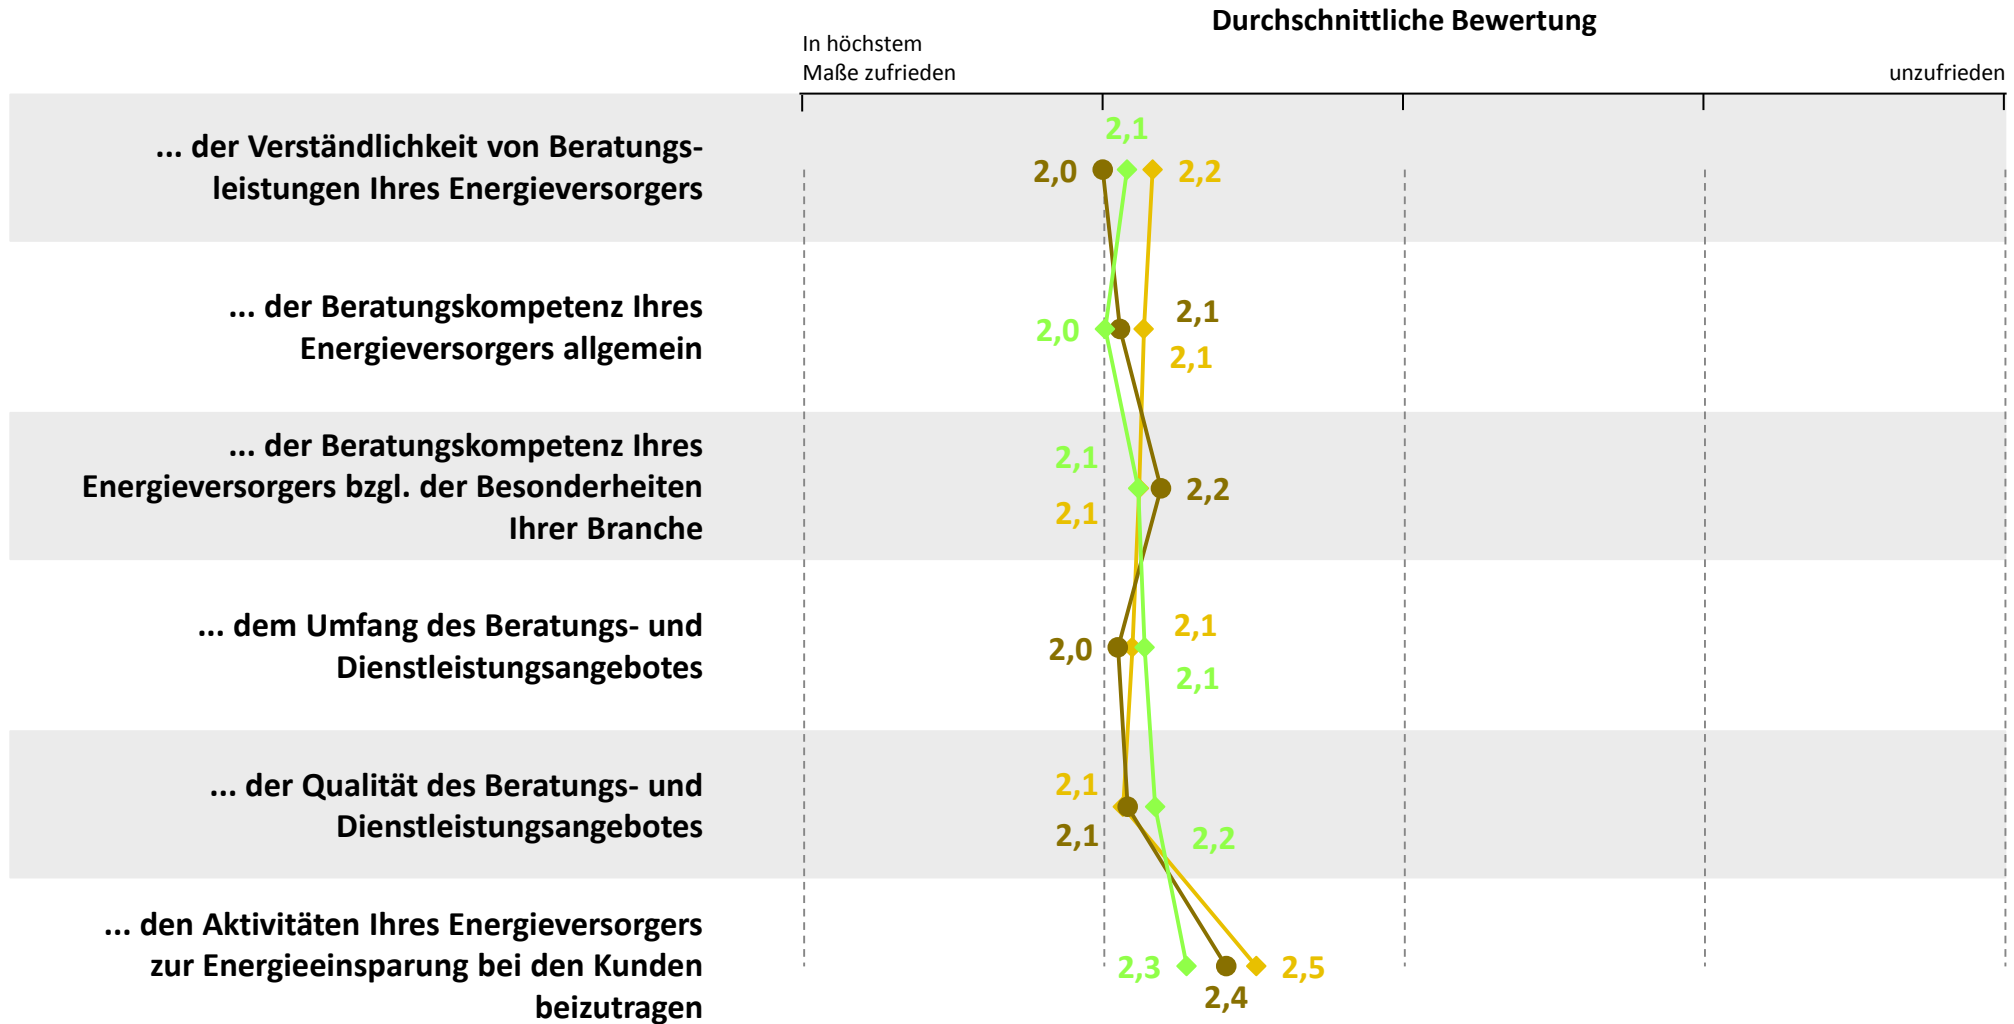 Durchschnittliche Bewertung
In höchstem
Maße zufrieden
unzufrieden
... der Verständlichkeit von Beratungs-
leistungen Ihres Energieversorgers
2,1
2,0
2,2
... der Beratungskompetenz Ihres
Energieversorgers allgemein
2,0
2,1
2,1
... der Beratungskompetenz Ihres
Energieversorgers bzgl. der Besonderheiten
Ihrer Branche
2,1
2,1
2,2
... dem Umfang des Beratungs- und
Dienstleistungsangebotes
2,0
2,1
2,1
... der Qualität des Beratungs- und
Dienstleistungsangebotes
2,1
2,1
2,2
... den Aktivitäten Ihres Energieversorgers
zur Energieeinsparung bei den Kunden
beizutragen
2,3
2,4
2,5